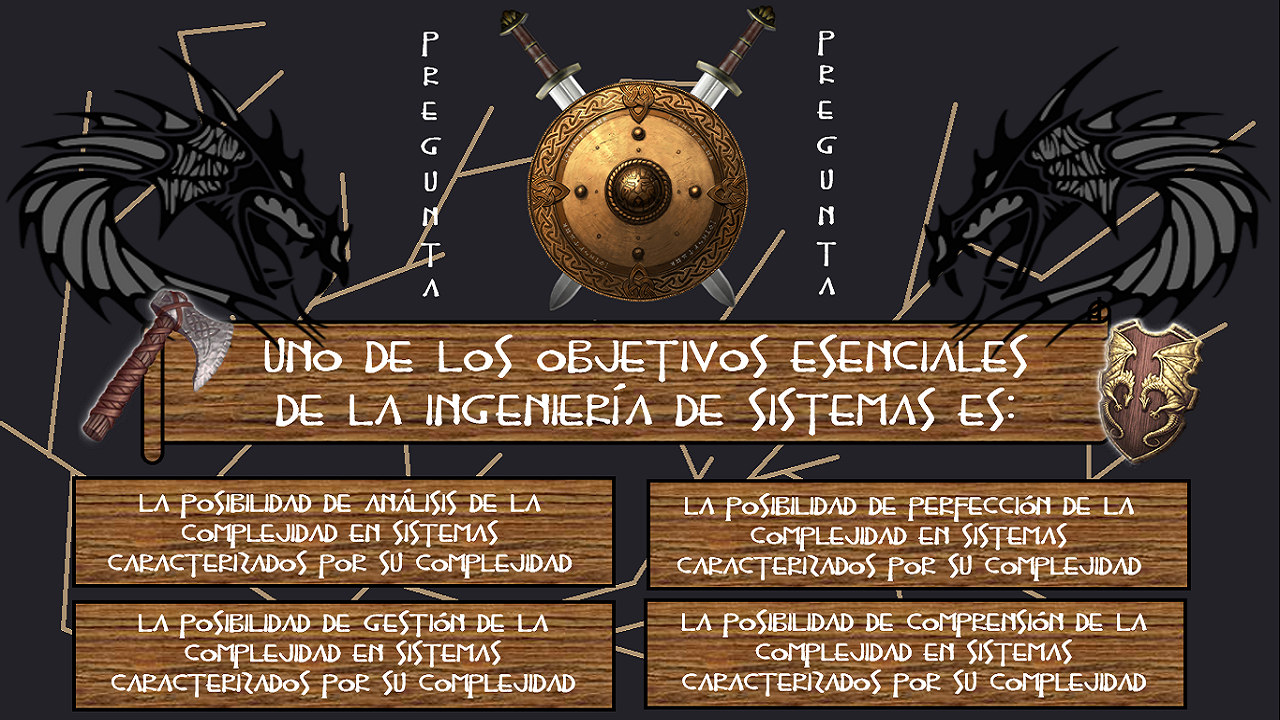 PREGUNTA
PREGUNTA
UNO DE LOS OBJETIVOS ESENCIALES
DE LA INGENIERÍA DE SISTEMAS ES:
LA POSIBILIDAD DE ANÁLISIS DE LA
COMPLEJIDAD EN SISTEMAS
CARACTERIZADOS POR SU COMPLEJIDAD
LA POSIBILIDAD DE PERFECCIÓN DE LA
COMPLEJIDAD EN SISTEMAS
CARACTERIZADOS POR SU COMPLEJIDAD
LA POSIBILIDAD DE GESTIÓN DE LA
COMPLEJIDAD EN SISTEMAS
CARACTERIZADOS POR SU COMPLEJIDAD
LA POSIBILIDAD DE COMPRENSIÓN DE LA
COMPLEJIDAD EN SISTEMAS
CARACTERIZADOS POR SU COMPLEJIDAD